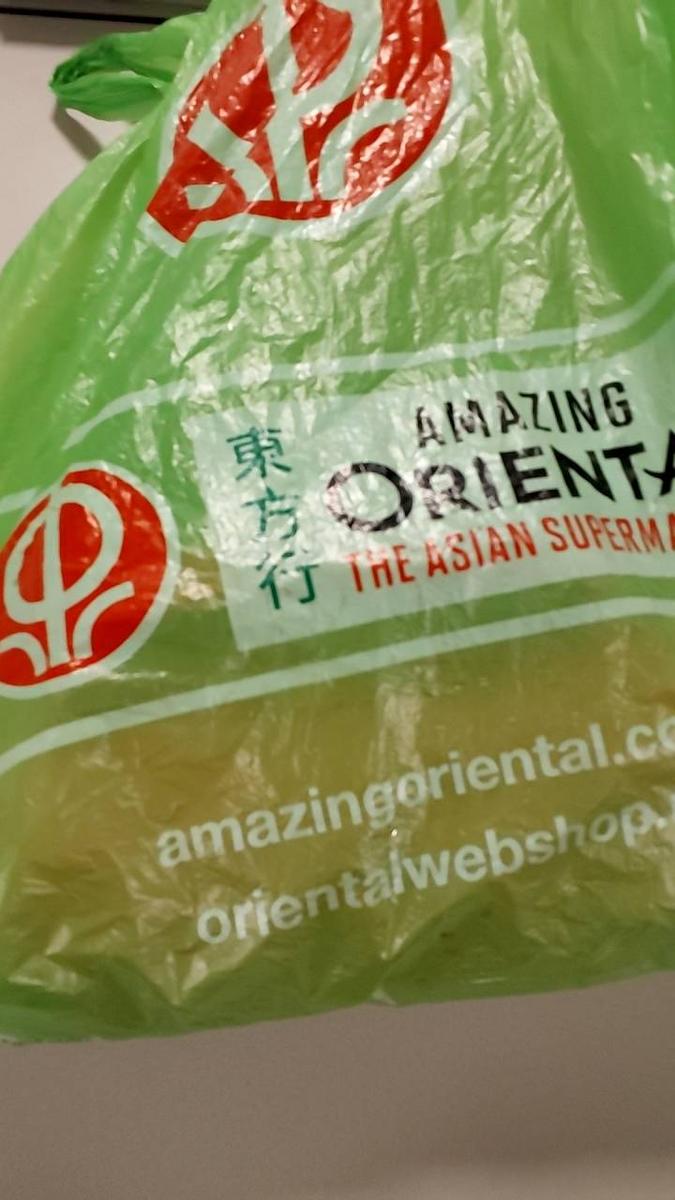 東方行
AMAZING
ORIENTA
THE ASIAN SUPERMA
amazingoriental.co
orientalwebshop.